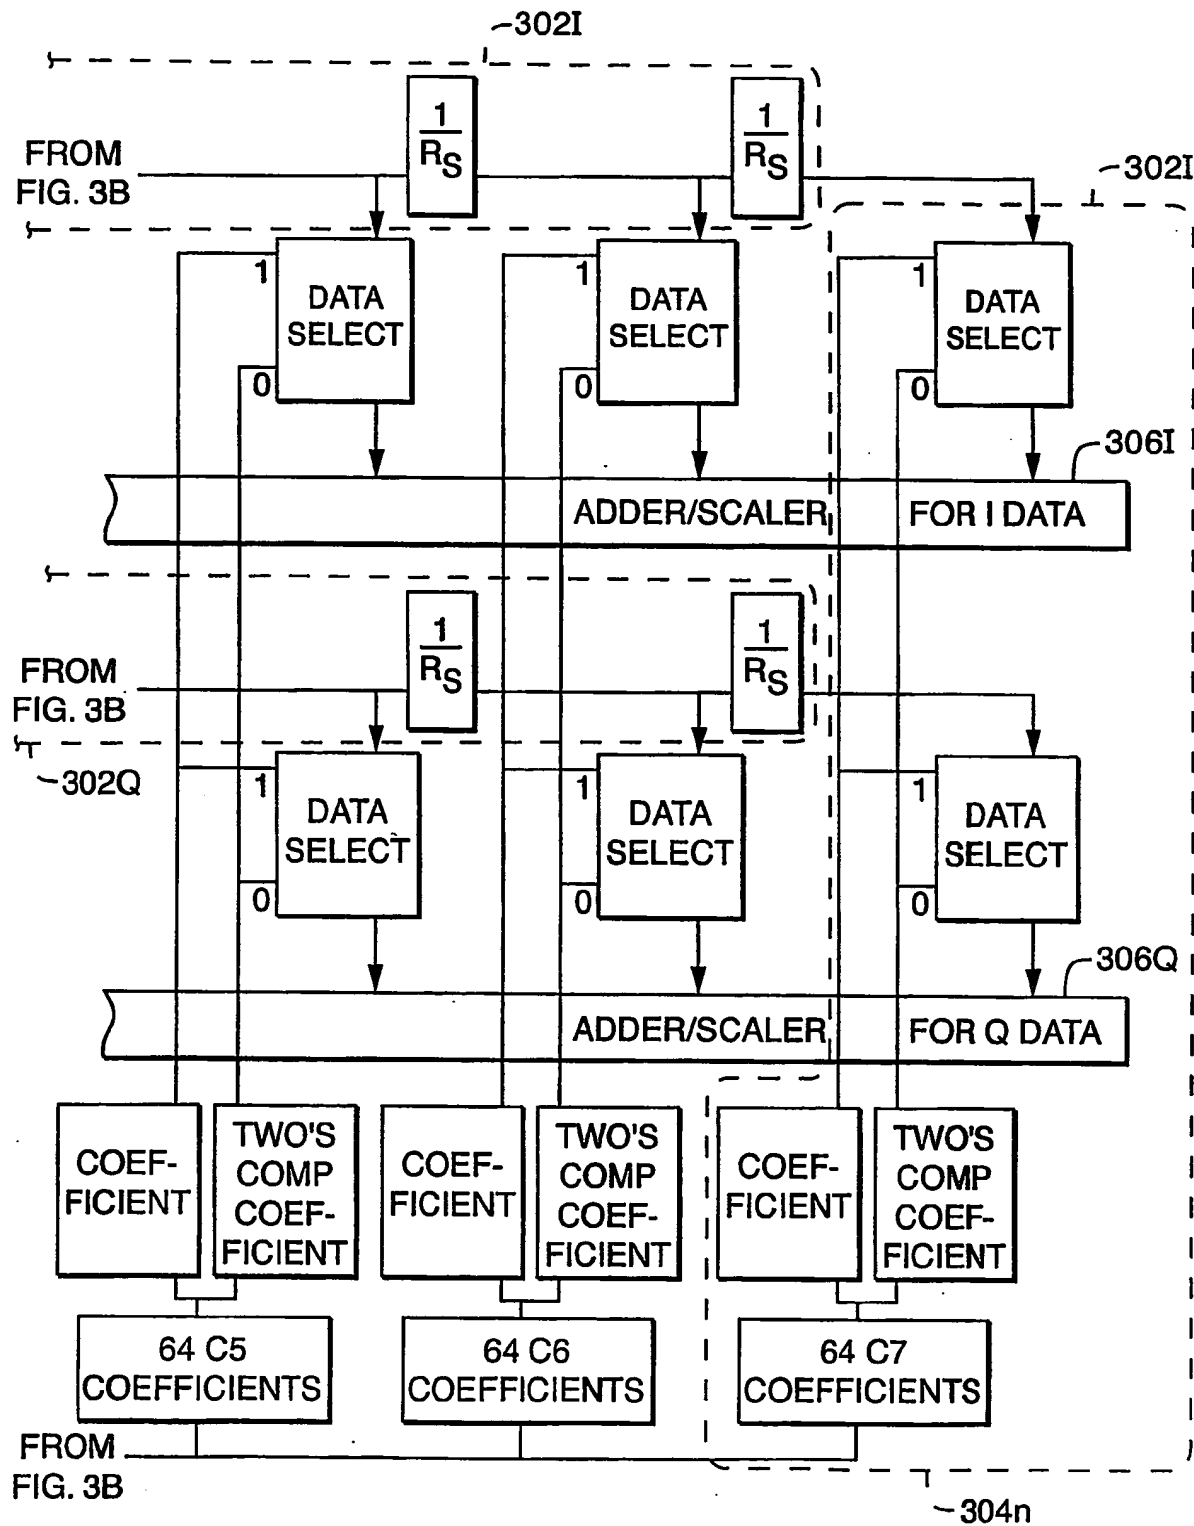 302I
1
RS
1
RS
FROM
FIG. 3B
302I
1
DATA
SELECT
0
1
DATA
SELECT
0
1
DATA
SELECT
0
306I
ADDER/SCALER FOR I DATA
1
RS
1
RS
FROM
FIG. 3B
302Q
1
DATA
SELECT
0
1
DATA
SELECT
0
1
DATA
SELECT
0
306Q
ADDER/SCALER FOR Q DATA
COEF-
FICIENT
TWO'S
COMP
COEF-
FICIENT
COEF-
FICIENT
TWO'S
COMP
COEF-
FICIENT
COEF-
FICIENT
TWO'S
COMP
COEF-
FICIENT
64 C5
COEFFICIENTS
64 C6
COEFFICIENTS
64 C7
COEFFICIENTS
FROM
FIG. 3B
304n